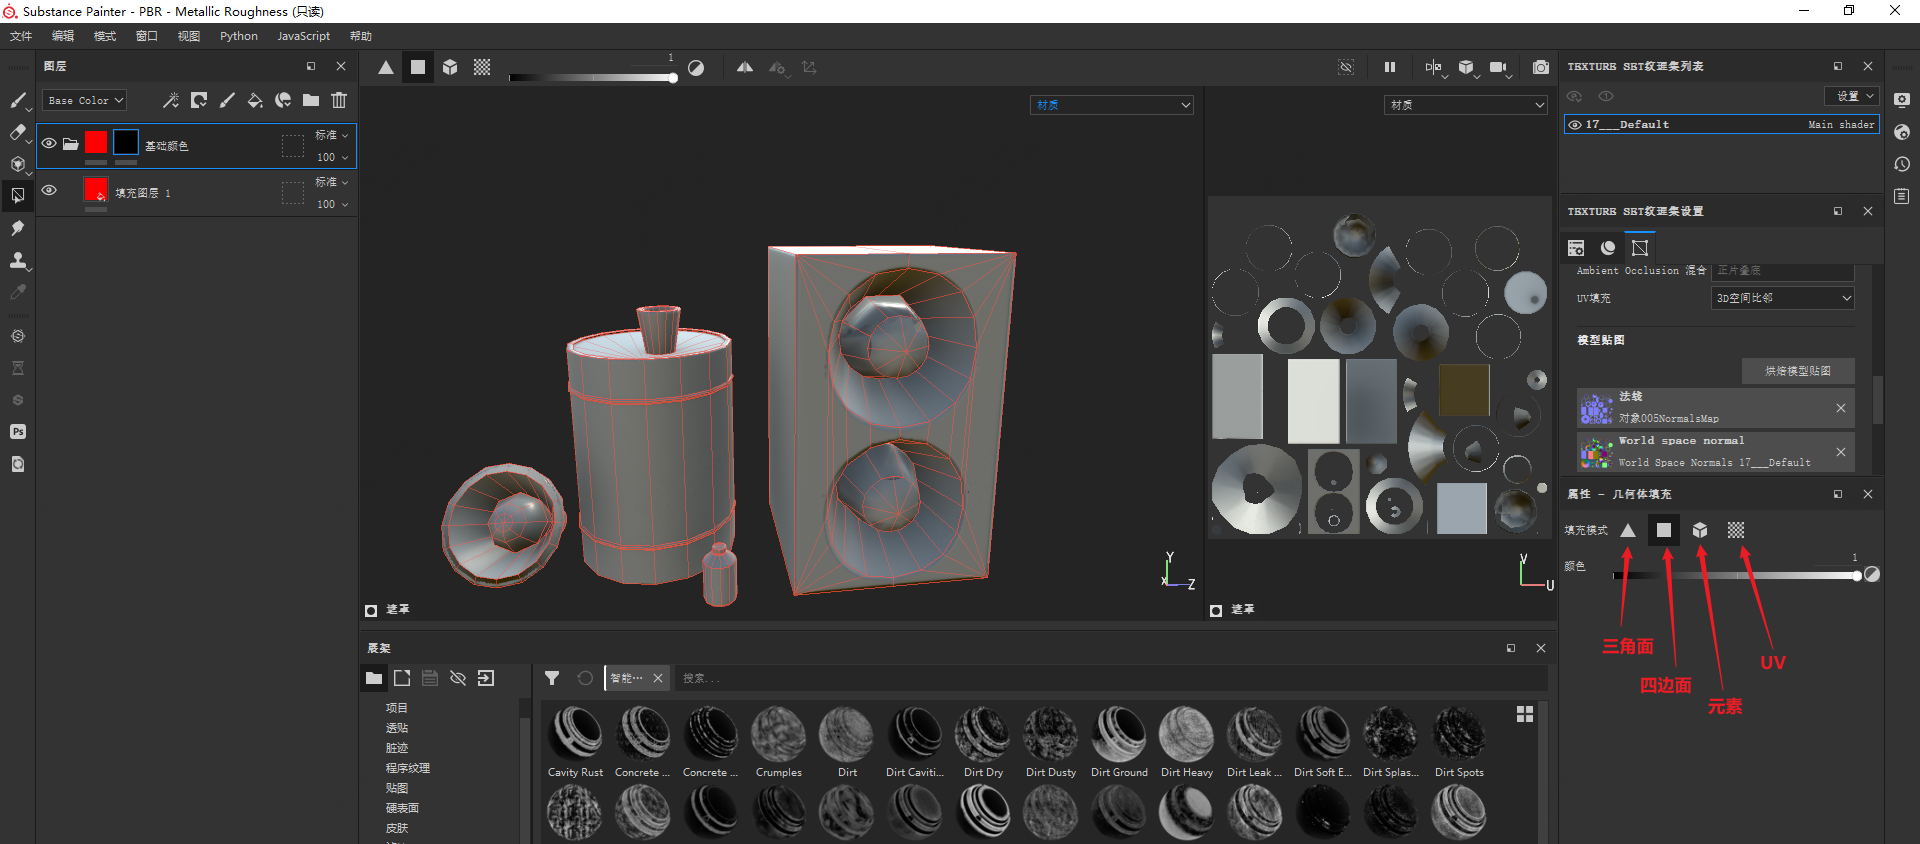 Substance Painter - PBR - Metallic Roughness (只读)
文件 编辑 模式 窗口 视图 Python JavaScript 帮助
图层
Base Color
基础颜色
标准
100
填充图层 1
标准
100
1
材质
材质
Y
X
Z
V
U
遮罩
遮罩
TEXTURE SET纹理集列表
设置
17___Default
Main shader
TEXTURE SET纹理集设置
Ambient Occlusion 混合
正片叠底
UV填充
3D空间比邻
模型贴图
烘焙模型贴图
法线
对象005NormalsMap
World space normal
World Space Normals 17___Default
属性 - 几何体填充
填充模式
颜色
1
三角面
四边面
元素
UV
展架
智能…
搜索...
项目
透贴
脏迹
程序纹理
贴图
硬表面
皮肤
Cavity Rust
Concrete ...
Concrete ...
Crumples
Dirt
Dirt Caviti...
Dirt Dry
Dirt Dusty
Dirt Ground
Dirt Heavy
Dirt Leak ...
Dirt Soft E...
Dirt Splas...
Dirt Spots
Ps